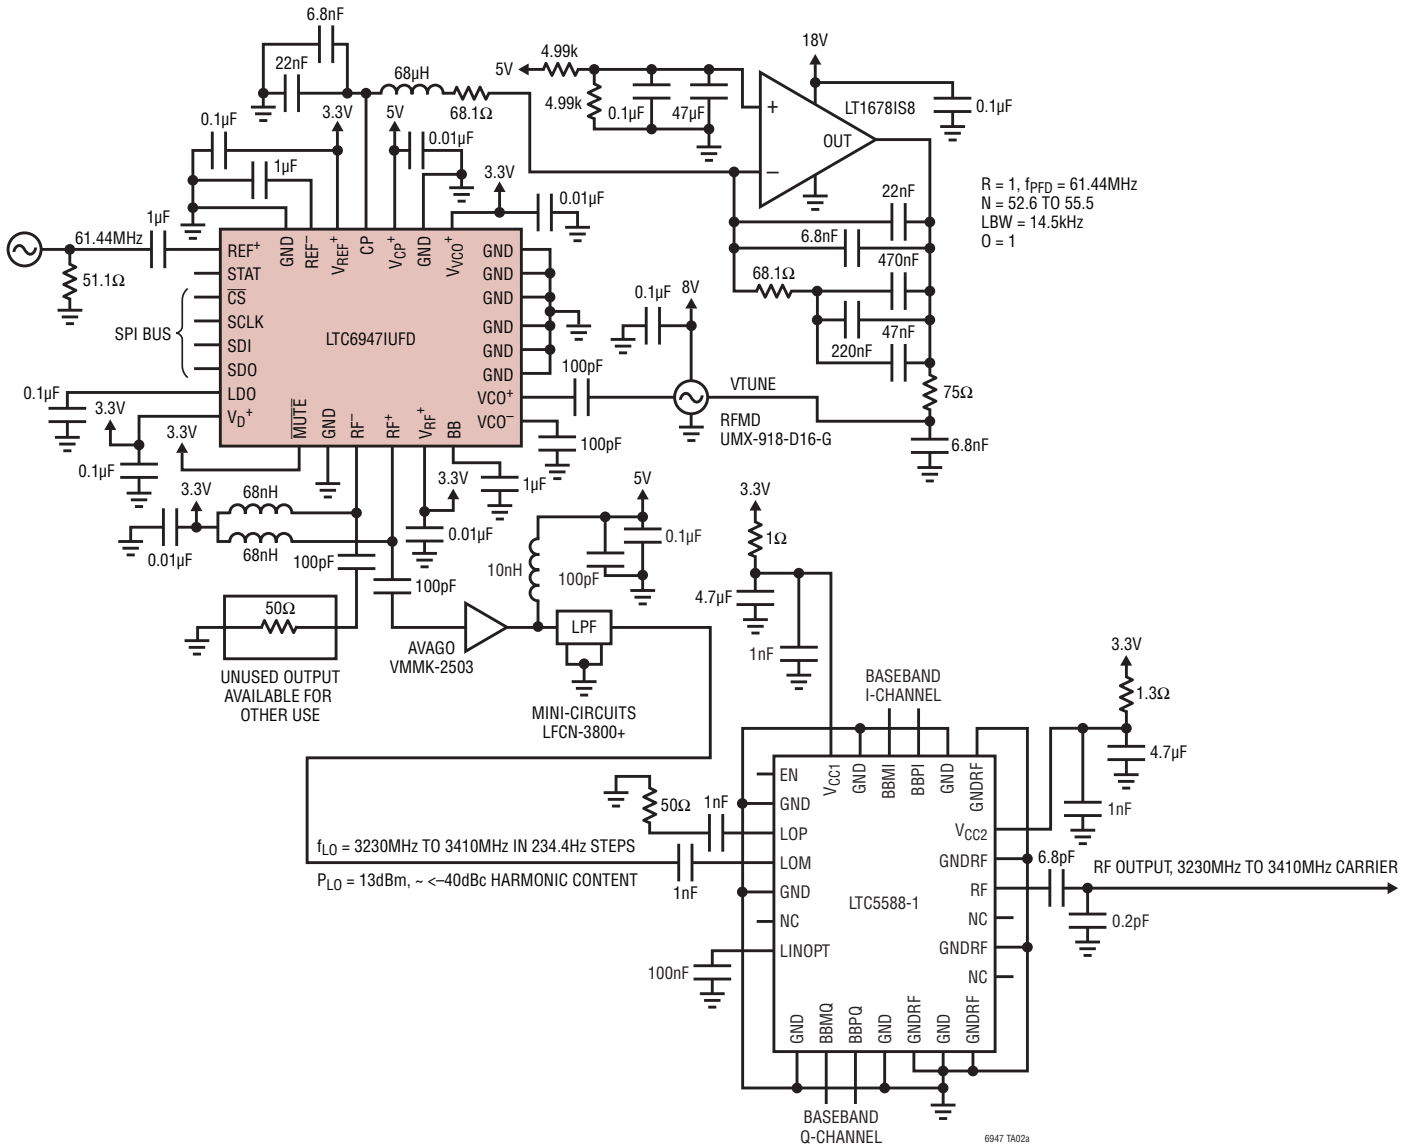 6.8nF
22nF
68µH
68.1Ω
0.1µF
3.3V
5V
0.01µF
1µF
3.3V
0.01µF
5V
4.99k
4.99k
0.1µF
47µF
18V
LT1678IS8
0.1µF
+
−
OUT
R = 1, fPFD = 61.44MHz
N = 52.6 TO 55.5
LBW = 14.5kHz
O = 1
22nF
6.8nF
470nF
68.1Ω
47nF
220nF
75Ω
6.8nF
61.44MHz
1µF
51.1Ω
SPI BUS
REF+
STAT
CS
SCLK
SDI
SDO
LDO
VD+
GND
REF−
VREF+
CP
VCP+
GND
VVCO+
LTC6947IUFD
GND
GND
GND
GND
GND
GND
VCO+
VCO−
MUTE
GND
RF−
RF+
VRF+
BB
0.1µF
8V
100pF
VTUNE
RFMD
UMX-918-D16-G
100pF
0.1µF
3.3V
3.3V
0.1µF
3.3V
68nH
68nH
0.01µF
100pF
100pF
3.3V
0.01µF
1µF
50Ω
UNUSED OUTPUT
AVAILABLE FOR
OTHER USE
AVAGO
VMMK-2503
10nH
5V
0.1µF
100pF
LPF
MINI-CIRCUITS
LFCN-3800+
3.3V
1Ω
4.7µF
1nF
BASEBAND
I-CHANNEL
3.3V
1.3Ω
4.7µF
1nF
50Ω
1nF
fLO = 3230MHz TO 3410MHz IN 234.4Hz STEPS
PLO = 13dBm, ~ <–40dBc HARMONIC CONTENT
1nF
EN
GND
LOP
LOM
GND
NC
LINOPT
VCC1
GND
BBMI
BBPI
GND
GNDRF
LTC5588-1
VCC2
GNDRF
RF
NC
GNDRF
NC
GND
BBMQ
BBPQ
GND
GNDRF
GND
GNDRF
6.8pF
RF OUTPUT, 3230MHz TO 3410MHz CARRIER
0.2pF
100nF
BASEBAND
Q-CHANNEL
6947 TA02a